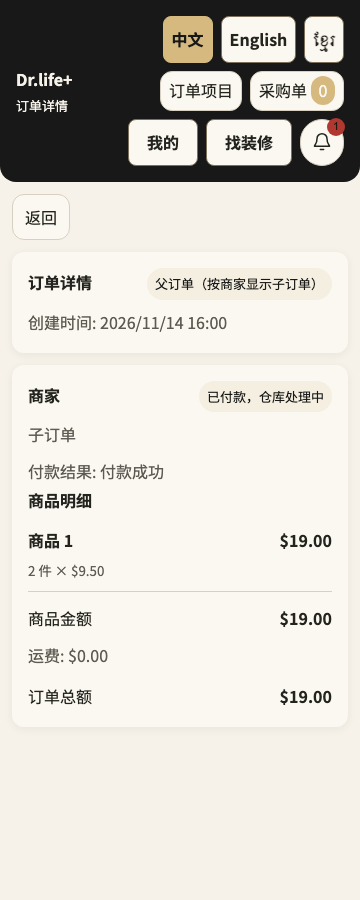 中文 English ខ្មែរ
Dr.life+
订单详情
订单项目 采购单 0
我的 找装修 1
返回
订单详情 父订单（按商家显示子订单）
创建时间: 2026/11/14 16:00
商家 已付款，仓库处理中
子订单
付款结果: 付款成功
商品明细
商品 1 $19.00
2 件 × $9.50
商品金额 $19.00
运费: $0.00
订单总额 $19.00